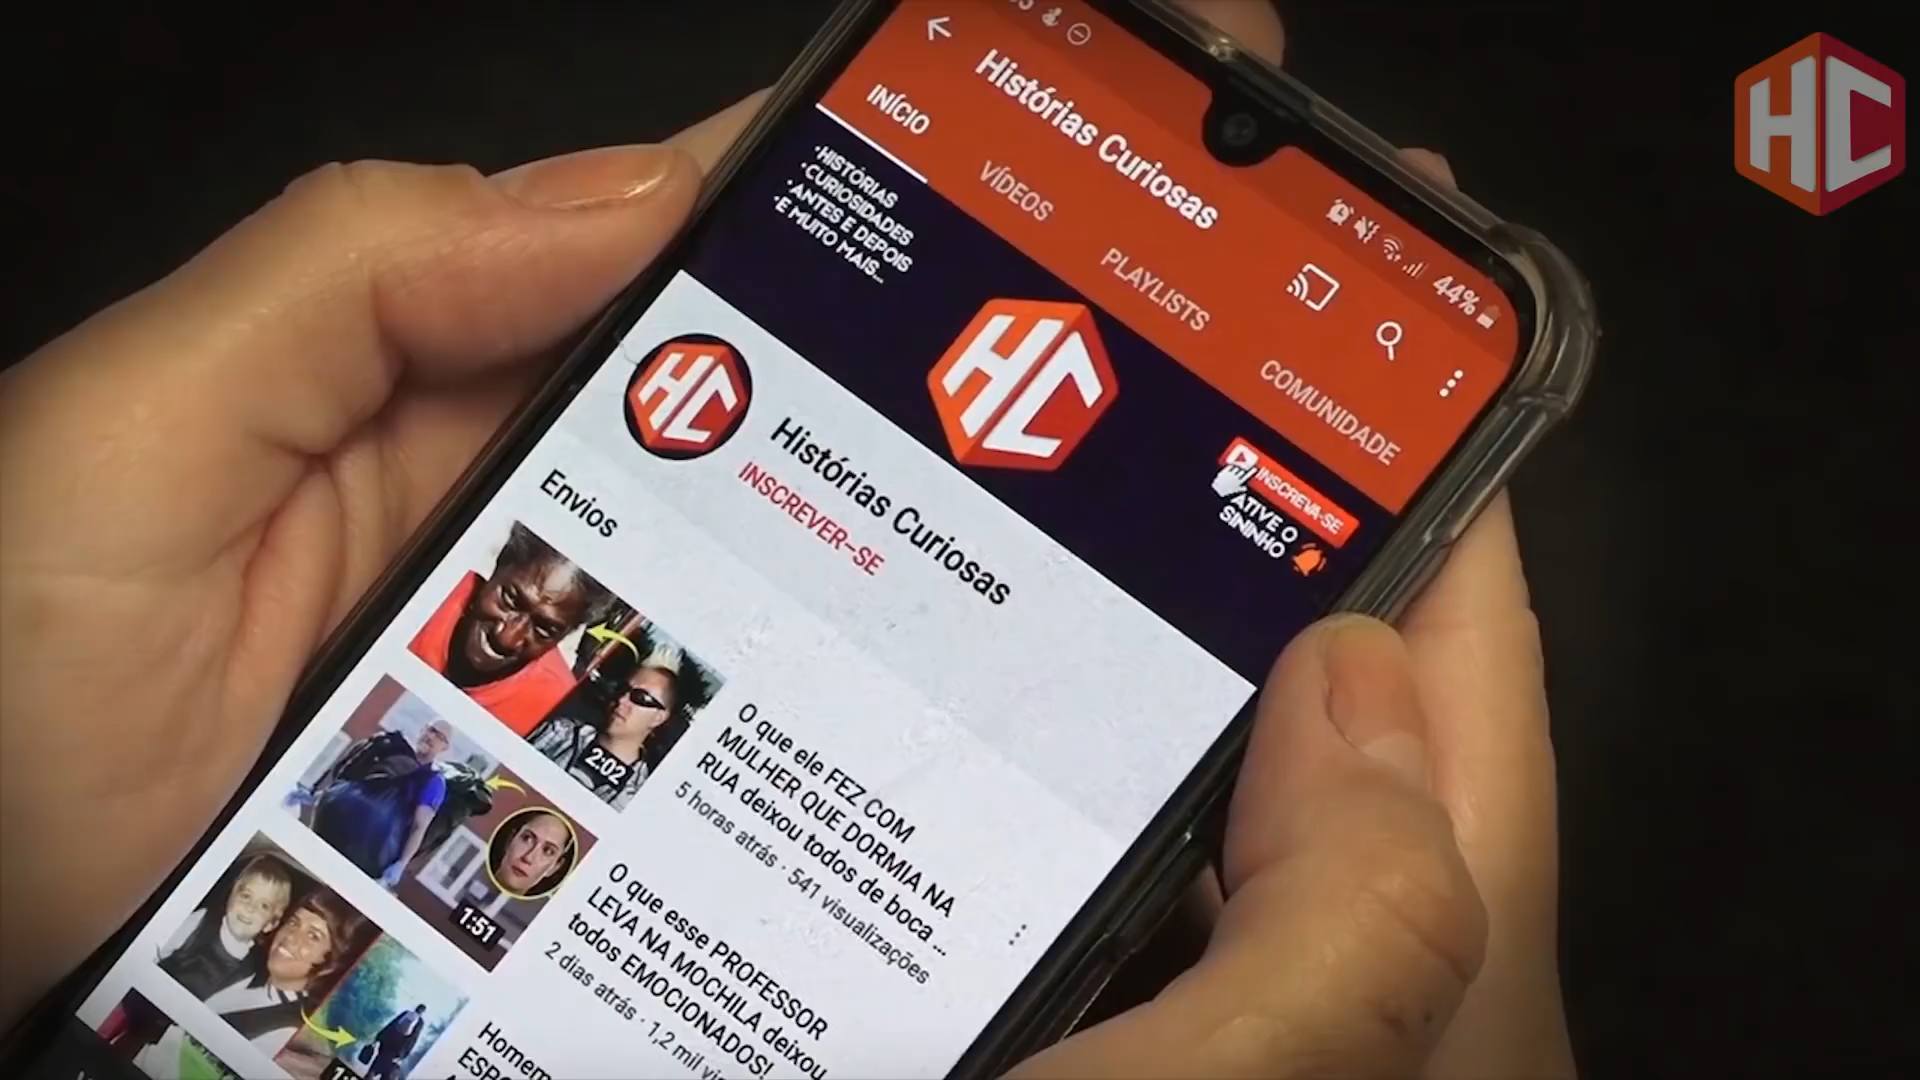 HC
Histórias Curiosas
44%
INÍCIO
VÍDEOS
PLAYLISTS
COMUNIDADE
·HISTÓRIAS
·CURIOSIDADES
·ANTES E DEPOIS
·E MUITO MAIS...
HC
INSCREVA-SE
ATIVE O
SININHO
HC
Histórias Curiosas
INSCREVER-SE
Envios
2:02
O que ele FEZ COM
MULHER QUE DORMIA NA
RUA deixou todos de boca ...
5 horas atrás · 541 visualizações
1:51
O que esse PROFESSOR
LEVA NA MOCHILA deixou
todos EMOCIONADOS!
2 dias atrás · 1,2 mil
Homem